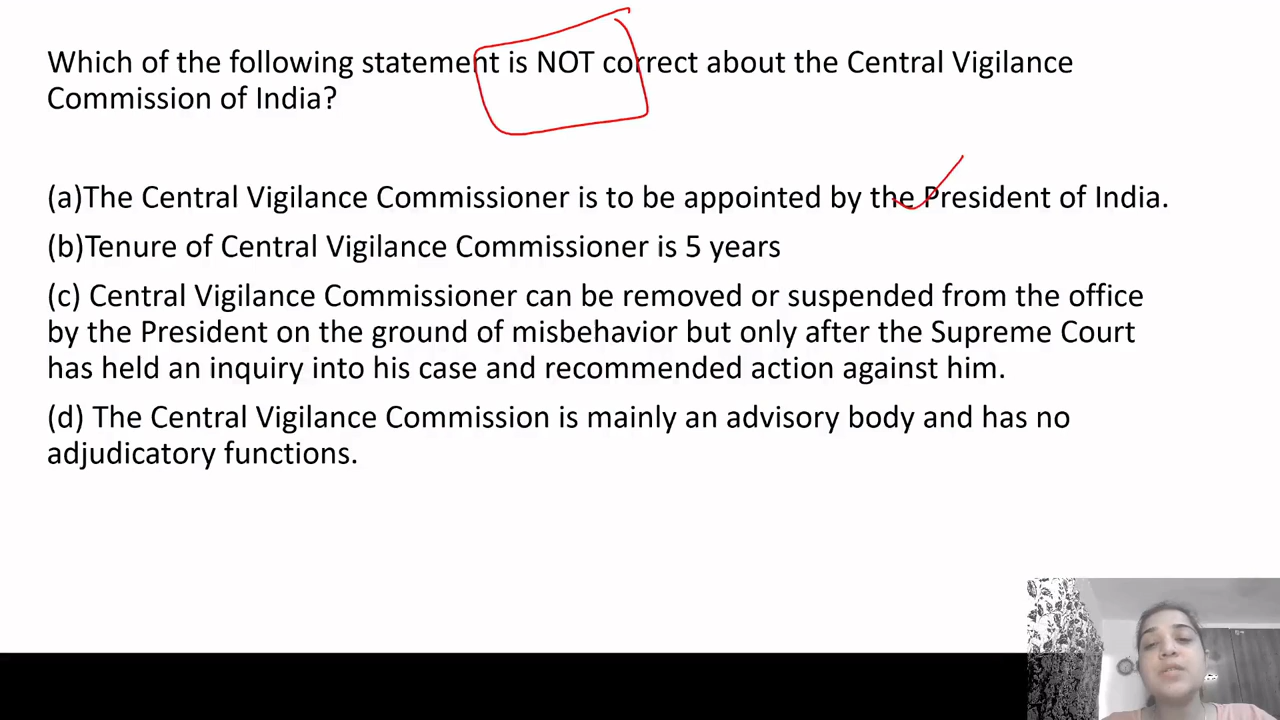 Which of the following statement is NOT correct about the Central Vigilance
Commission of India?
(a)The Central Vigilance Commissioner is to be appointed by the President of India.
(b)Tenure of Central Vigilance Commissioner is 5 years
(c) Central Vigilance Commissioner can be removed or suspended from the office
by the President on the ground of misbehavior but only after the Supreme Court
has held an inquiry into his case and recommended action against him.
(d) The Central Vigilance Commission is mainly an advisory body and has no
adjudicatory functions.